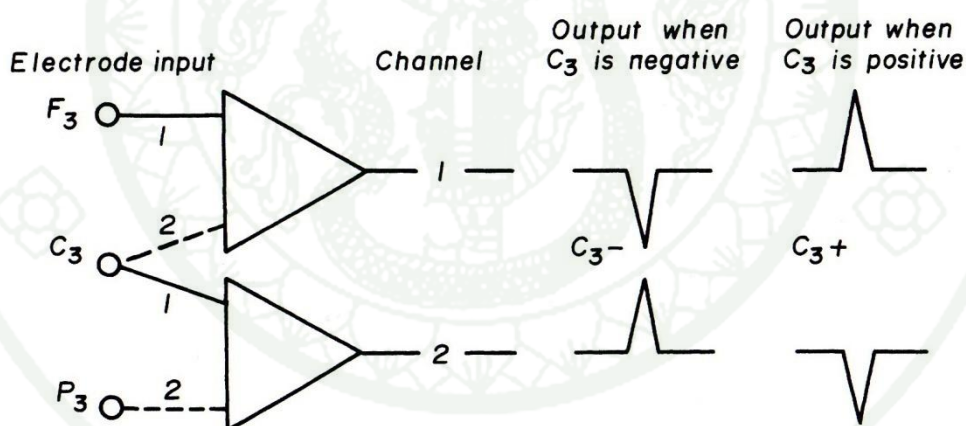 Electrode input
Channel
Output when
C3 is negative
Output when
C3 is positive
F3
1
2
1
C3
C3-
C3+
1
2
P3
2